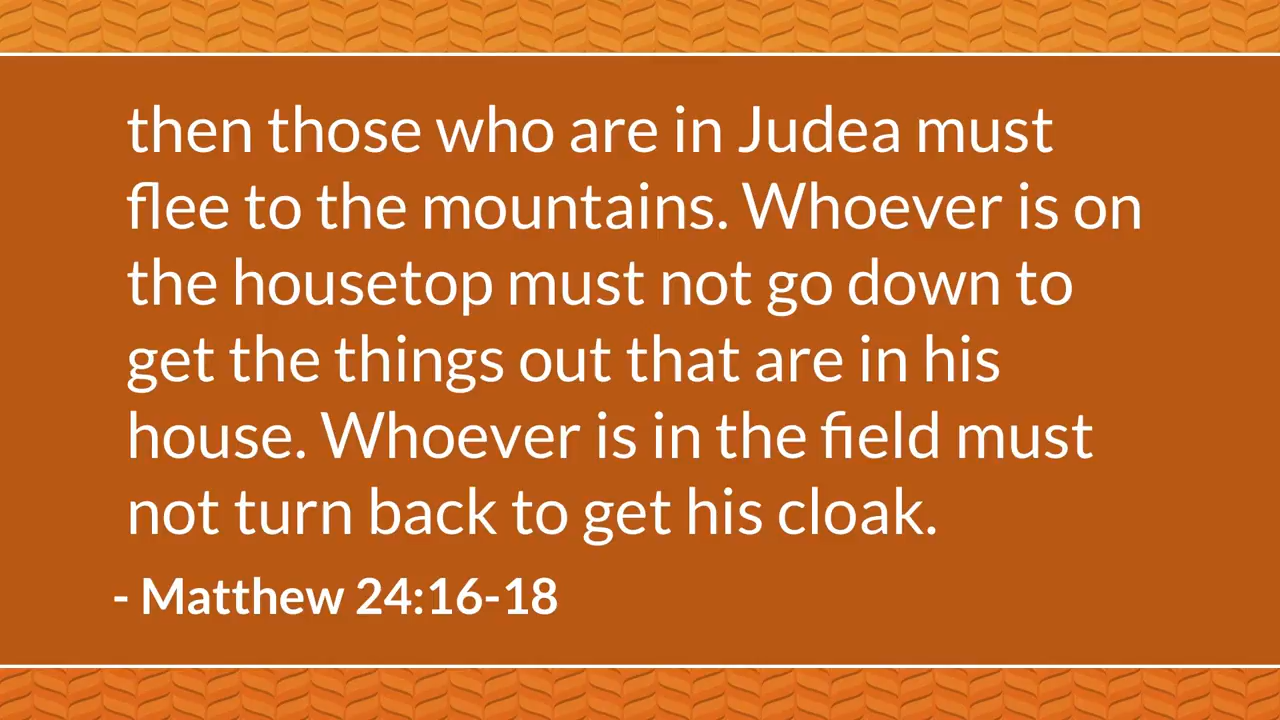 then those who are in Judea must
flee to the mountains. Whoever is on
the housetop must not go down to
get the things out that are in his
house. Whoever is in the field must
not turn back to get his cloak.
- Matthew 24:16-18